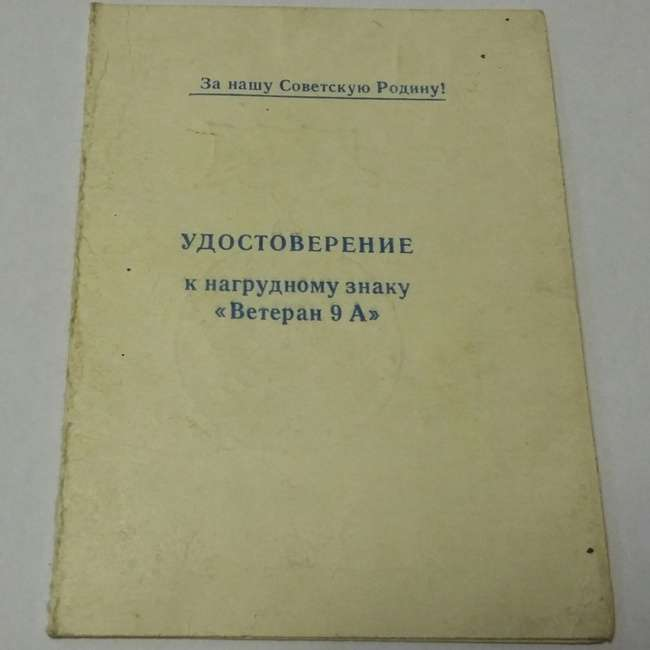 За нашу Советскую Родину!
УДОСТОВЕРЕНИЕ
к нагрудному знаку
«Ветеран 9 А»